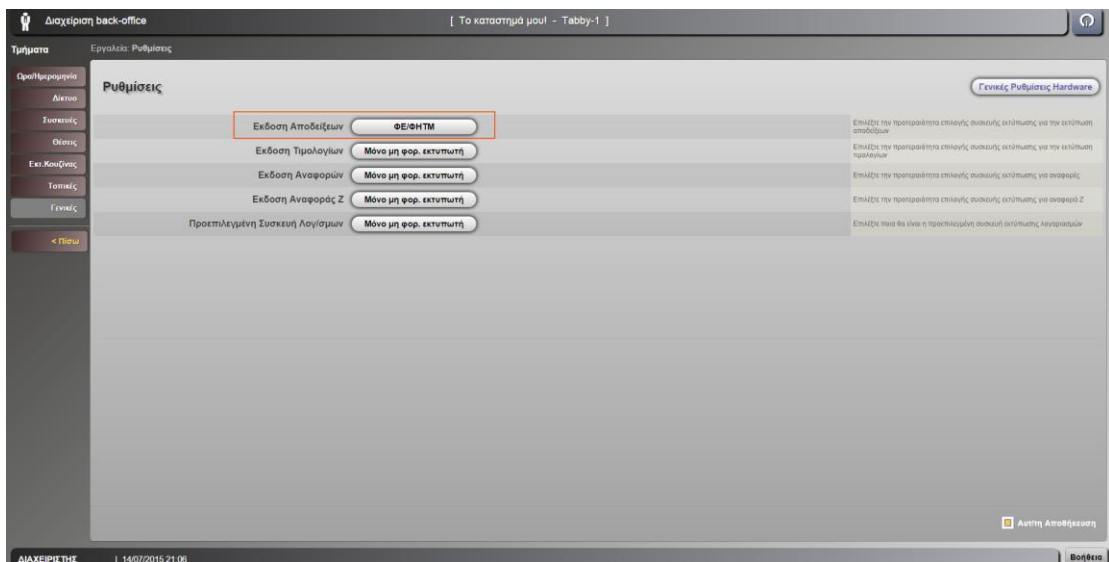 Διαχείριση back-office
[ Το καταστημά μου! - Tabby-1 ]
Τμήματα
Εργαλεία: Ρυθμίσεις
Ωρα/Ημερομηνία
Δίκτυο
Συσκευές
Θέσεις
Εκτ.Κουζίνας
Τοπικές
Γενικές
< Πίσω
Ρυθμίσεις
Γενικές Ρυθμίσεις Hardware
Εκδοση Αποδείξεων ΦΕ/ΦΗΤΜ
Επιλέξτε την προτεραιότητα επιλογής συσκευής εκτύπωσης για την εκτύπωση
αποδείξεων
Εκδοση Τιμολογίων Μόνο μη φορ. εκτυπωτή
Επιλέξτε την προτεραιότητα επιλογής συσκευής εκτύπωσης για την εκτύπωση
τιμολογίων
Εκδοση Αναφορών Μόνο μη φορ. εκτυπωτή
Επιλέξτε την προτεραιότητα επιλογής συσκευής εκτύπωσης για αναφορές
Εκδοση Αναφοράς Ζ Μόνο μη φορ. εκτυπωτή
Επιλέξτε την προτεραιότητα επιλογής συσκευής εκτύπωσης για αναφορά Ζ
Προεπιλεγμένη Συσκευή Λογ/σμων Μόνο μη φορ. εκτυπωτή
Επιλέξτε ποια θα είναι η προεπιλεγμένη συσκευή εκτύπωσης λογαριασμών
Αυτ/τη Αποθήκευση
ΔΙΑΧΕΙΡΙΣΤΗΣ | 14/07/2015 21:06
Βοήθεια